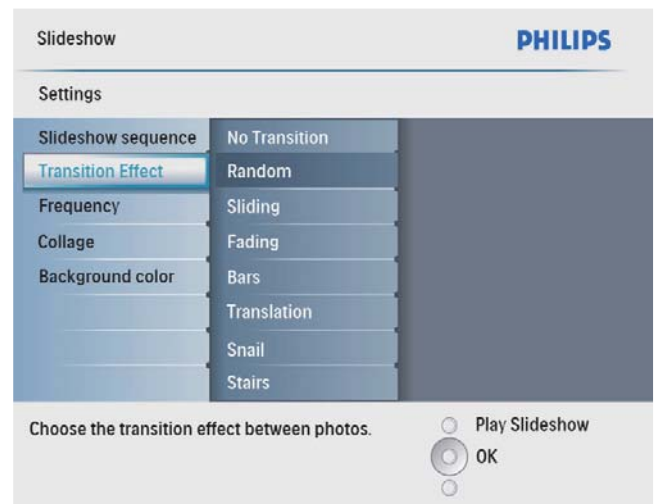 Slideshow
PHILIPS
Settings
Slideshow sequence
Transition Effect
Frequency
Collage
Background color
No Transition
Random
Sliding
Fading
Bars
Translation
Snail
Stairs
Choose the transition effect between photos.
Play Slideshow
OK